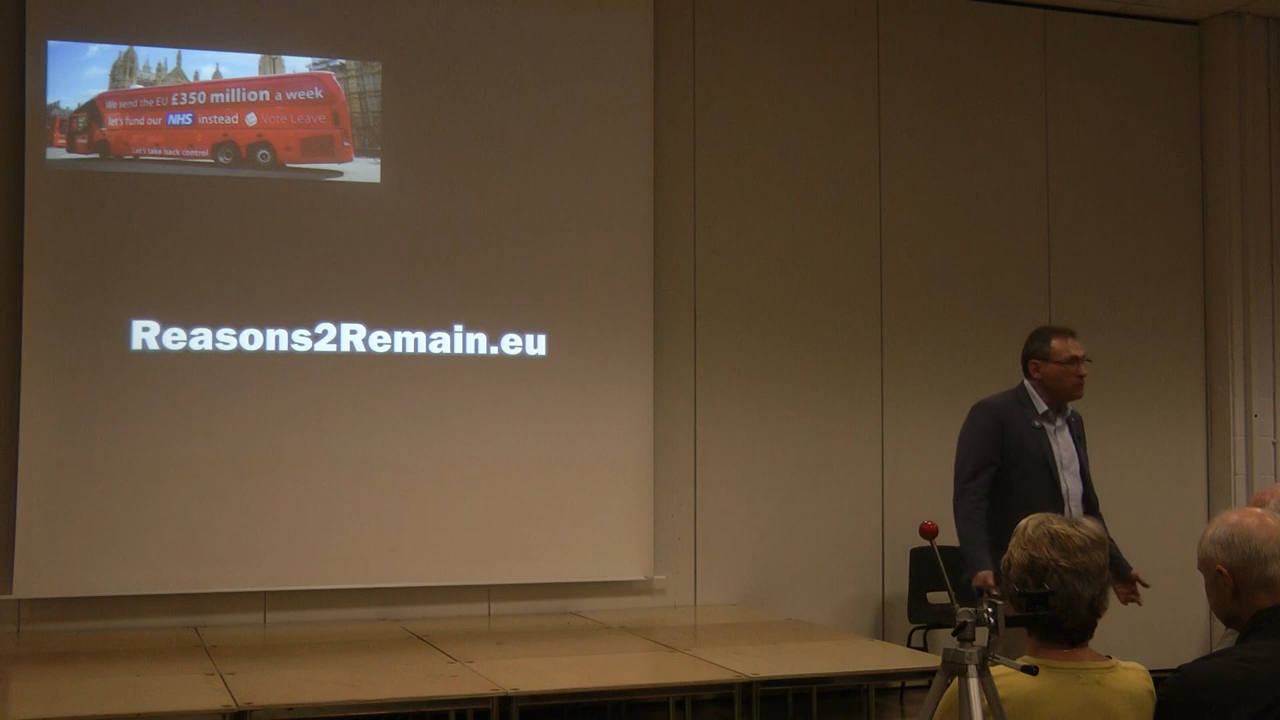 We send the EU £350 million a week
let's fund our NHS instead Vote Leave
Let's take back control
Reasons2Remain.eu